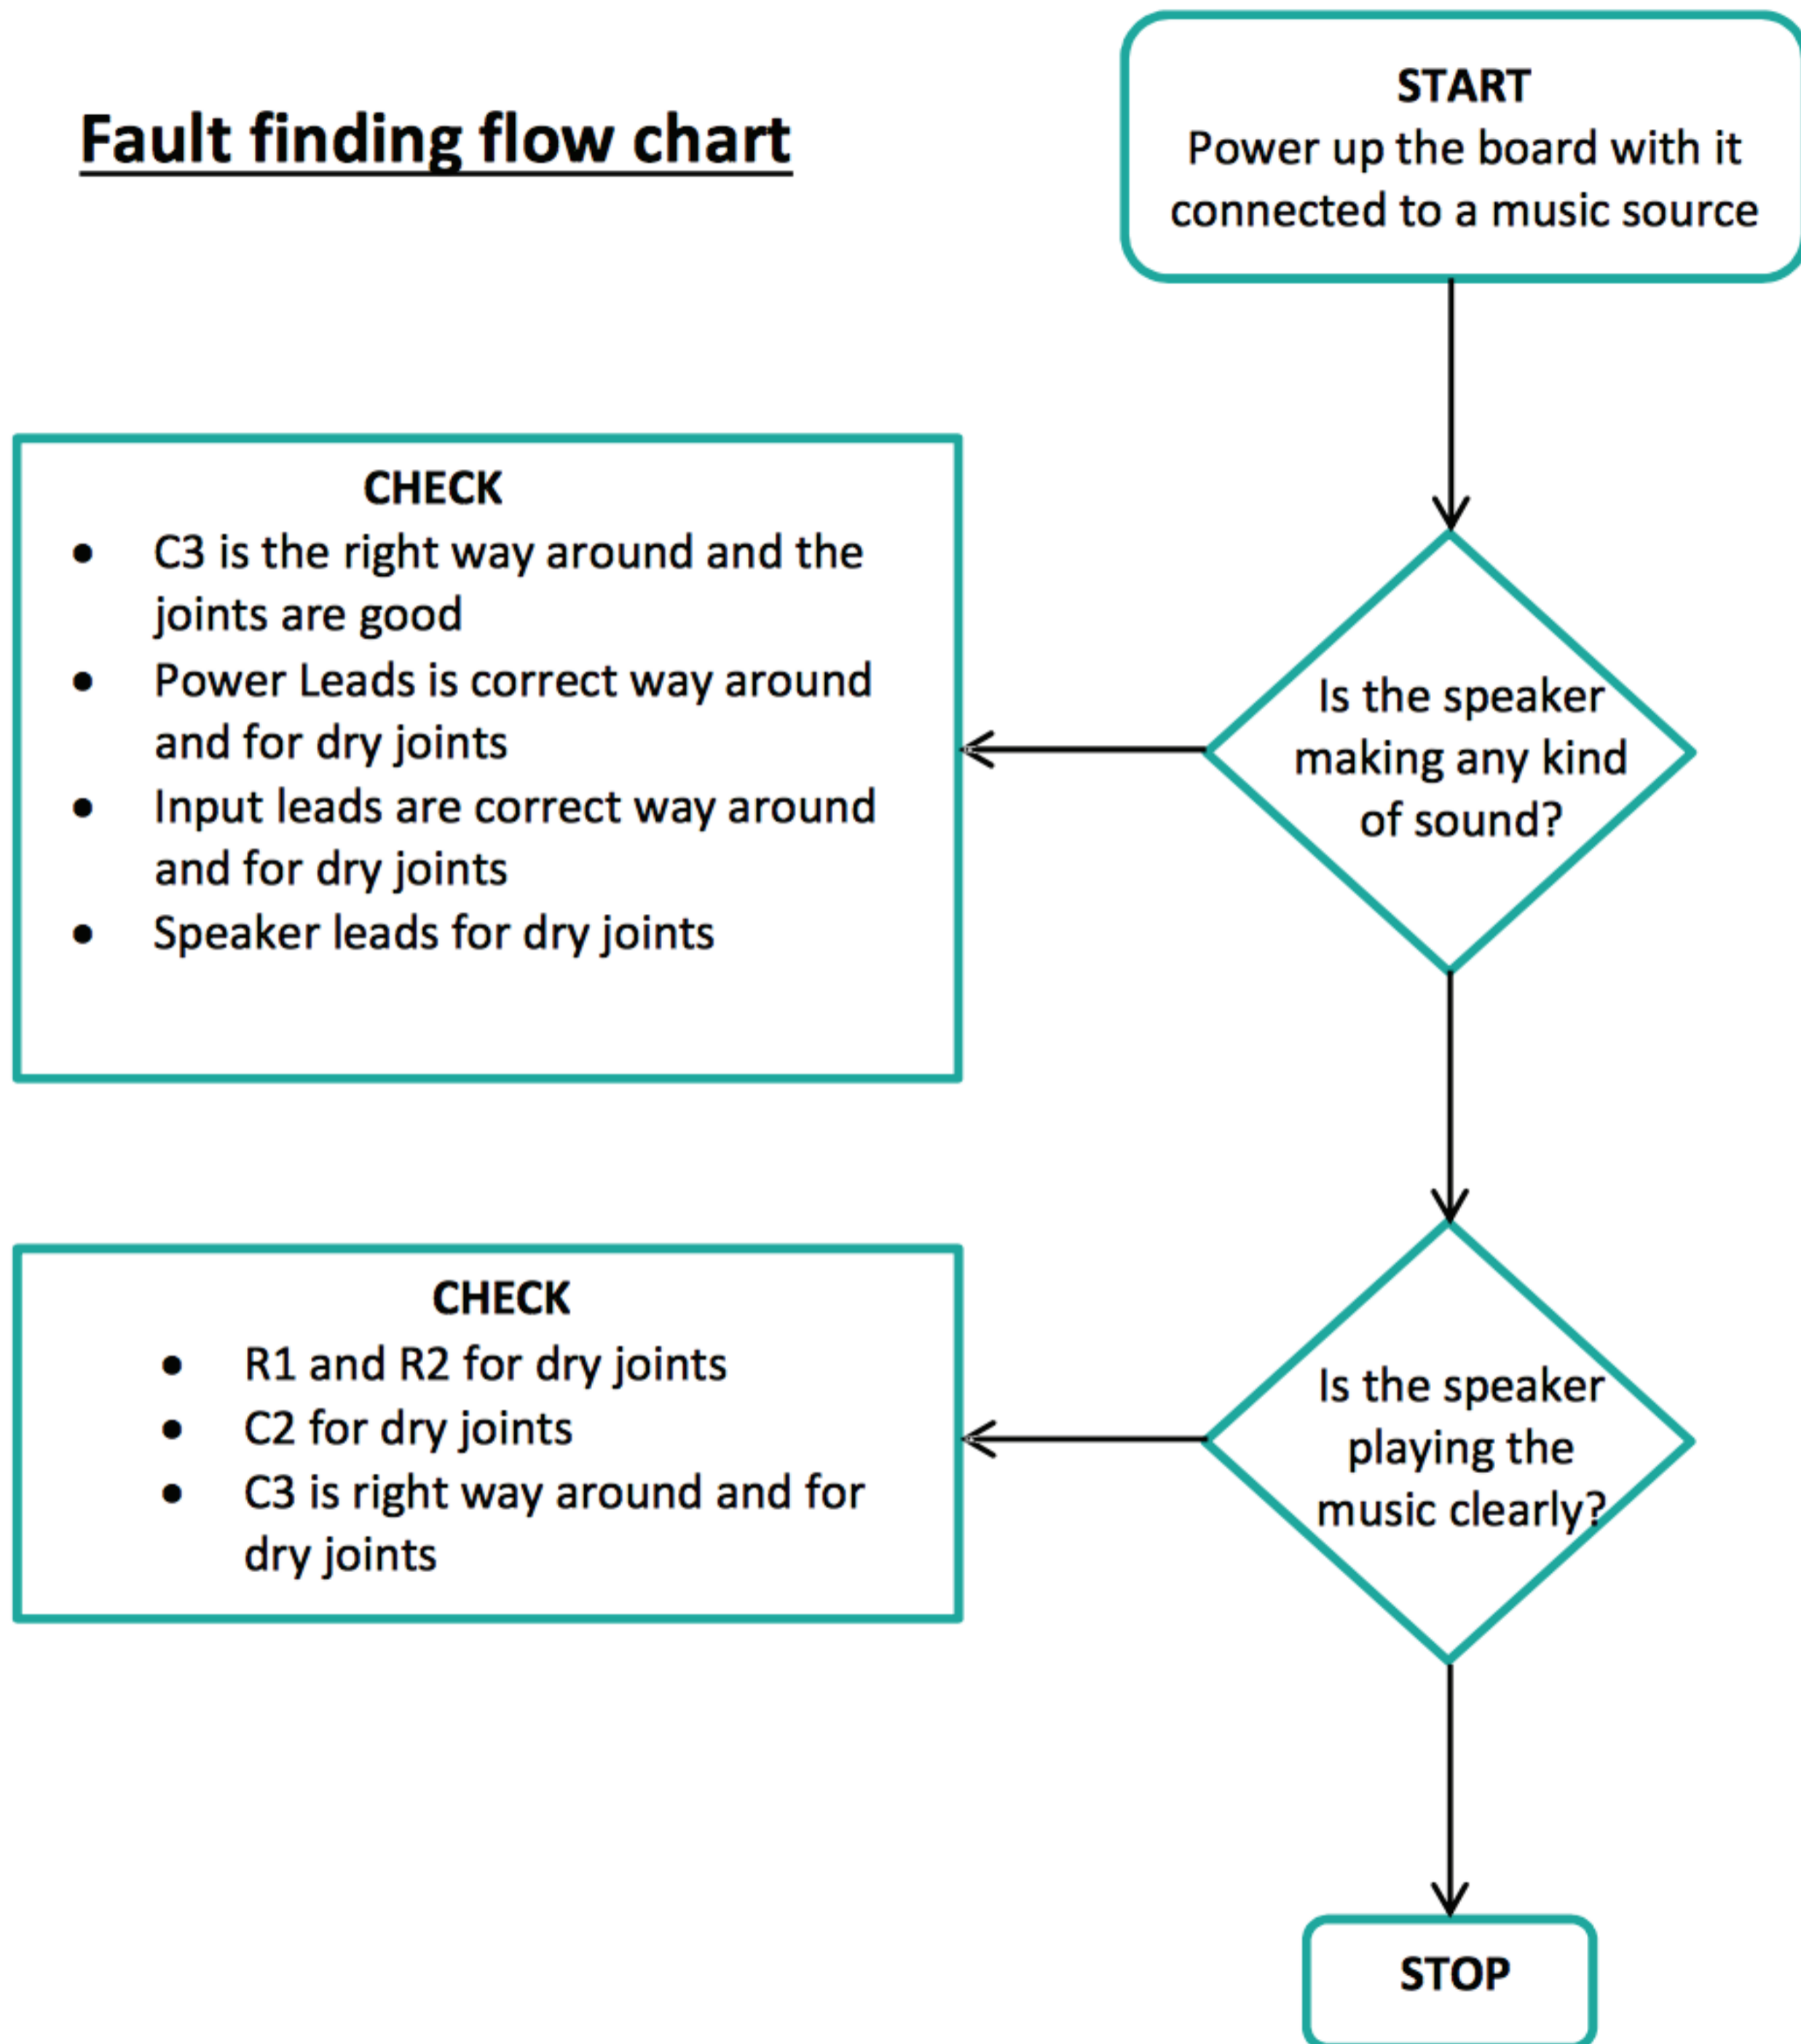 Fault finding flow chart
START
Power up the board with it
connected to a music source
CHECK
• C3 is the right way around and the
joints are good
• Power Leads is correct way around
and for dry joints
• Input leads are correct way around
and for dry joints
• Speaker leads for dry joints
Is the speaker
making any kind
of sound?
CHECK
• R1 and R2 for dry joints
• C2 for dry joints
• C3 is right way around and for
dry joints
Is the speaker
playing the
music clearly?
STOP